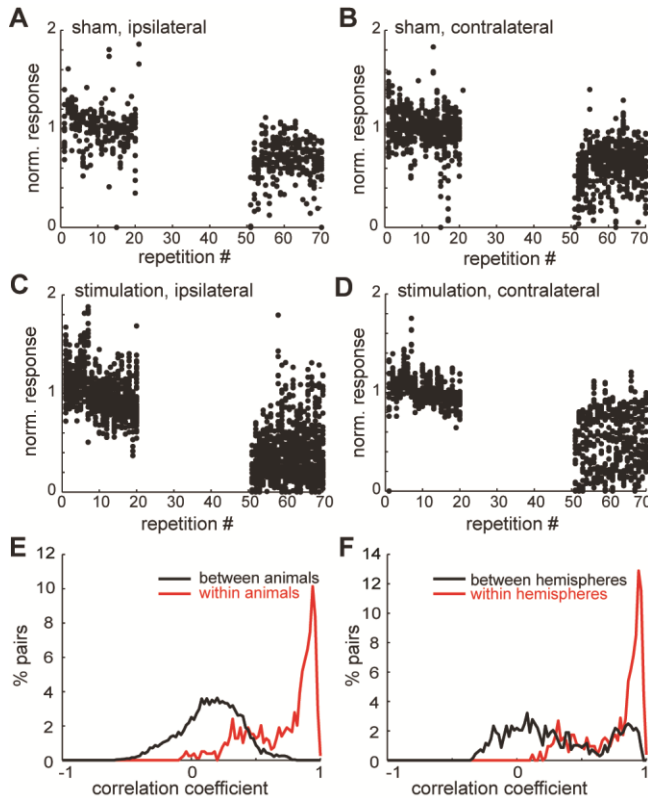 A sham, ipsilateral
2
1
0
norm. response
0 10 20 30 40 50 60 70
repetition #
B sham, contralateral
2
1
0
norm. response
0 10 20 30 40 50 60 70
repetition #
C stimulation, ipsilateral
2
1
0
norm. response
0 10 20 30 40 50 60 70
repetition #
D stimulation, contralateral
2
1
0
norm. response
0 10 20 30 40 50 60 70
repetition #
E
12
10
8
6
4
2
0
% pairs
between animals
within animals
-1 0 1
correlation coefficient
F
14
12
10
8
6
4
2
0
% pairs
between hemispheres
within hemispheres
-1 0 1
correlation coefficient